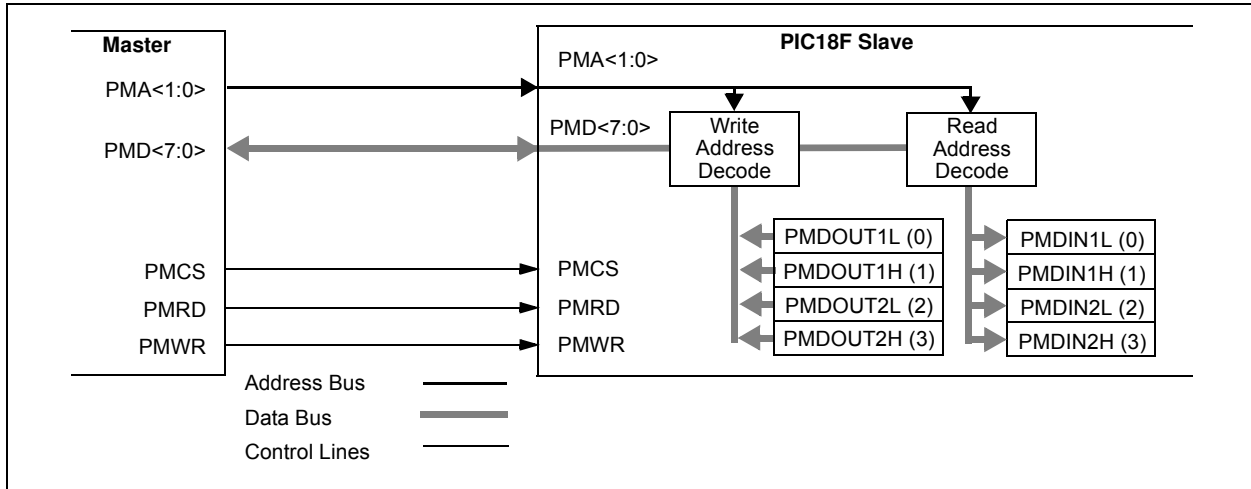 Master
PMA<1:0>
PMD<7:0>
PMCS
PMRD
PMWR
PIC18F Slave
PMA<1:0>
PMD<7:0>
Write
Address
Decode
Read
Address
Decode
PMDOUT1L (0)
PMDOUT1H (1)
PMDOUT2L (2)
PMDOUT2H (3)
PMDIN1L (0)
PMDIN1H (1)
PMDIN2L (2)
PMDIN2H (3)
PMCS
PMRD
PMWR
Address Bus
Data Bus
Control Lines